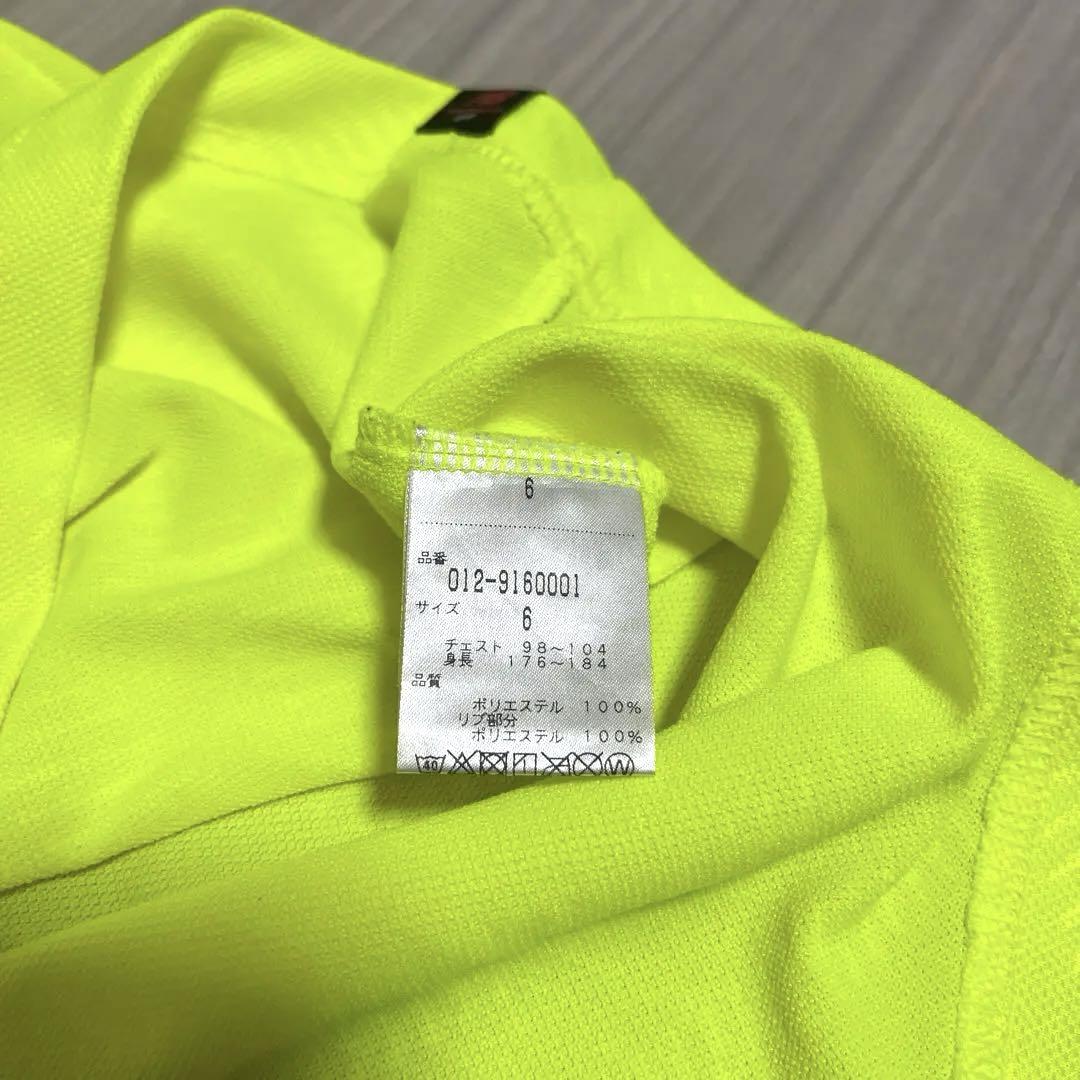 6
品番
012-9160001
サイズ 6
チェスト 98～104
身長 176～184
品質
ポリエステル 100%
リブ部分
ポリエステル 100%
40
W